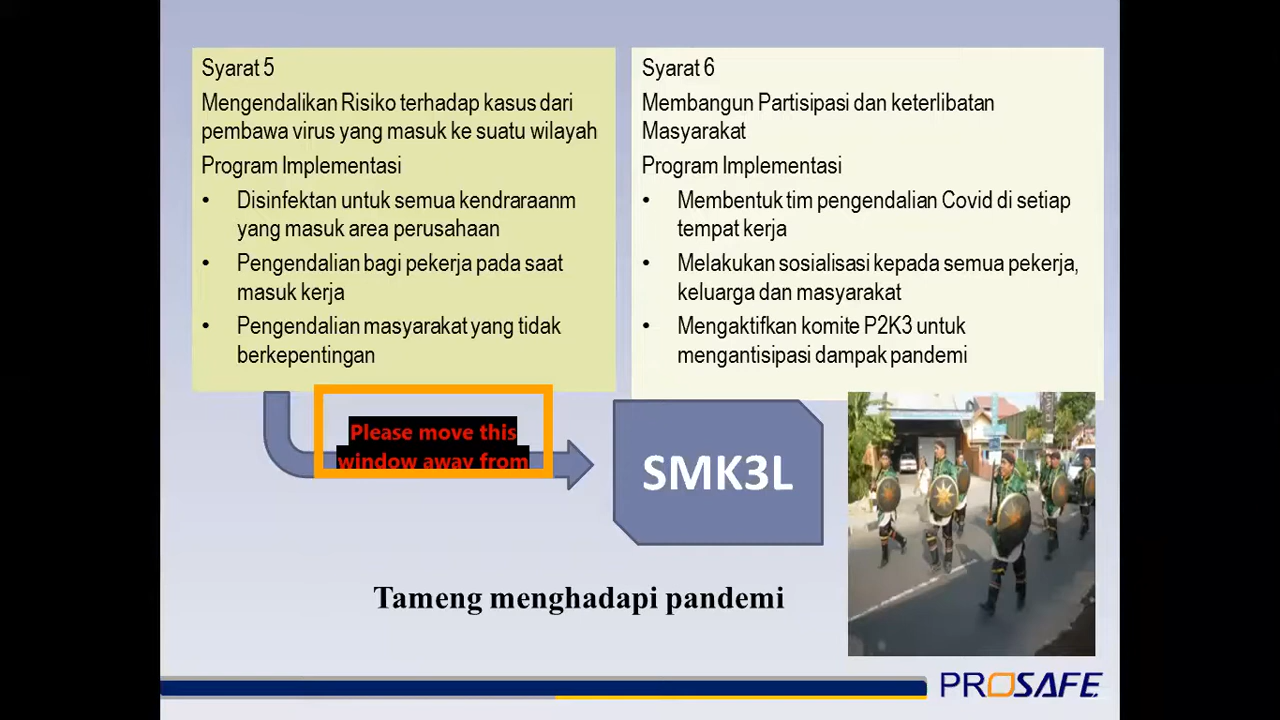 Syarat 5
Mengendalikan Risiko terhadap kasus dari
pembawa virus yang masuk ke suatu wilayah
Program Implementasi
• Disinfektan untuk semua kendraraanm
yang masuk area perusahaan
• Pengendalian bagi pekerja pada saat
masuk kerja
• Pengendalian masyarakat yang tidak
berkepentingan
Syarat 6
Membangun Partisipasi dan keterlibatan
Masyarakat
Program Implementasi
• Membentuk tim pengendalian Covid di setiap
tempat kerja
• Melakukan sosialisasi kepada semua pekerja,
keluarga dan masyarakat
• Mengaktifkan komite P2K3 untuk
mengantisipasi dampak pandemi
Please move this
window away from
SMK3L
Tameng menghadapi pandemi
PROSAFE